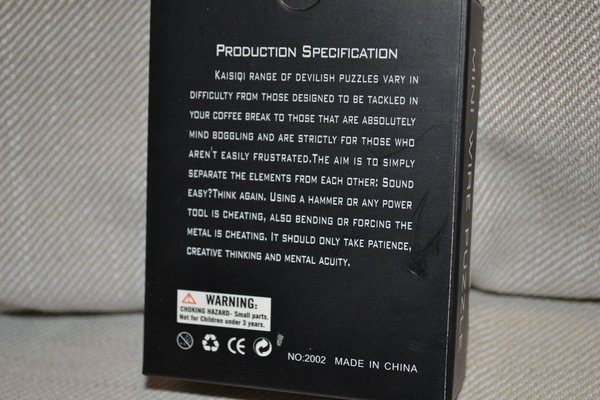 PRODUCTION SPECIFICATION
KAISIQI RANGE OF DEVILISH PUZZLES VARY IN
DIFFICULTY FROM THOSE DESIGNED TO BE TACKLED IN
YOUR COFFEE BREAK TO THOSE THAT ARE ABSOLUTELY
MIND BOGGLING AND ARE STRICTLY FOR THOSE WHO
AREN'T EASILY FRUSTRATED.THE AIM IS TO SIMPLY
SEPARATE THE ELEMENTS FROM EACH OTHER: SOUND
EASY?THINK AGAIN. USING A HAMMER OR ANY POWER
TOOL IS CHEATING, ALSO BENDING OR FORCING THE
METAL IS CHEATING. IT SHOULD ONLY TAKE PATIENCE,
CREATIVE THINKING AND MENTAL ACUITY.
WARNING:
CHOKING HAZARD- Small parts.
Not for Children under 3 years.
CE
NO:2002 MADE IN CHINA
MINI WIRE PUZZLE